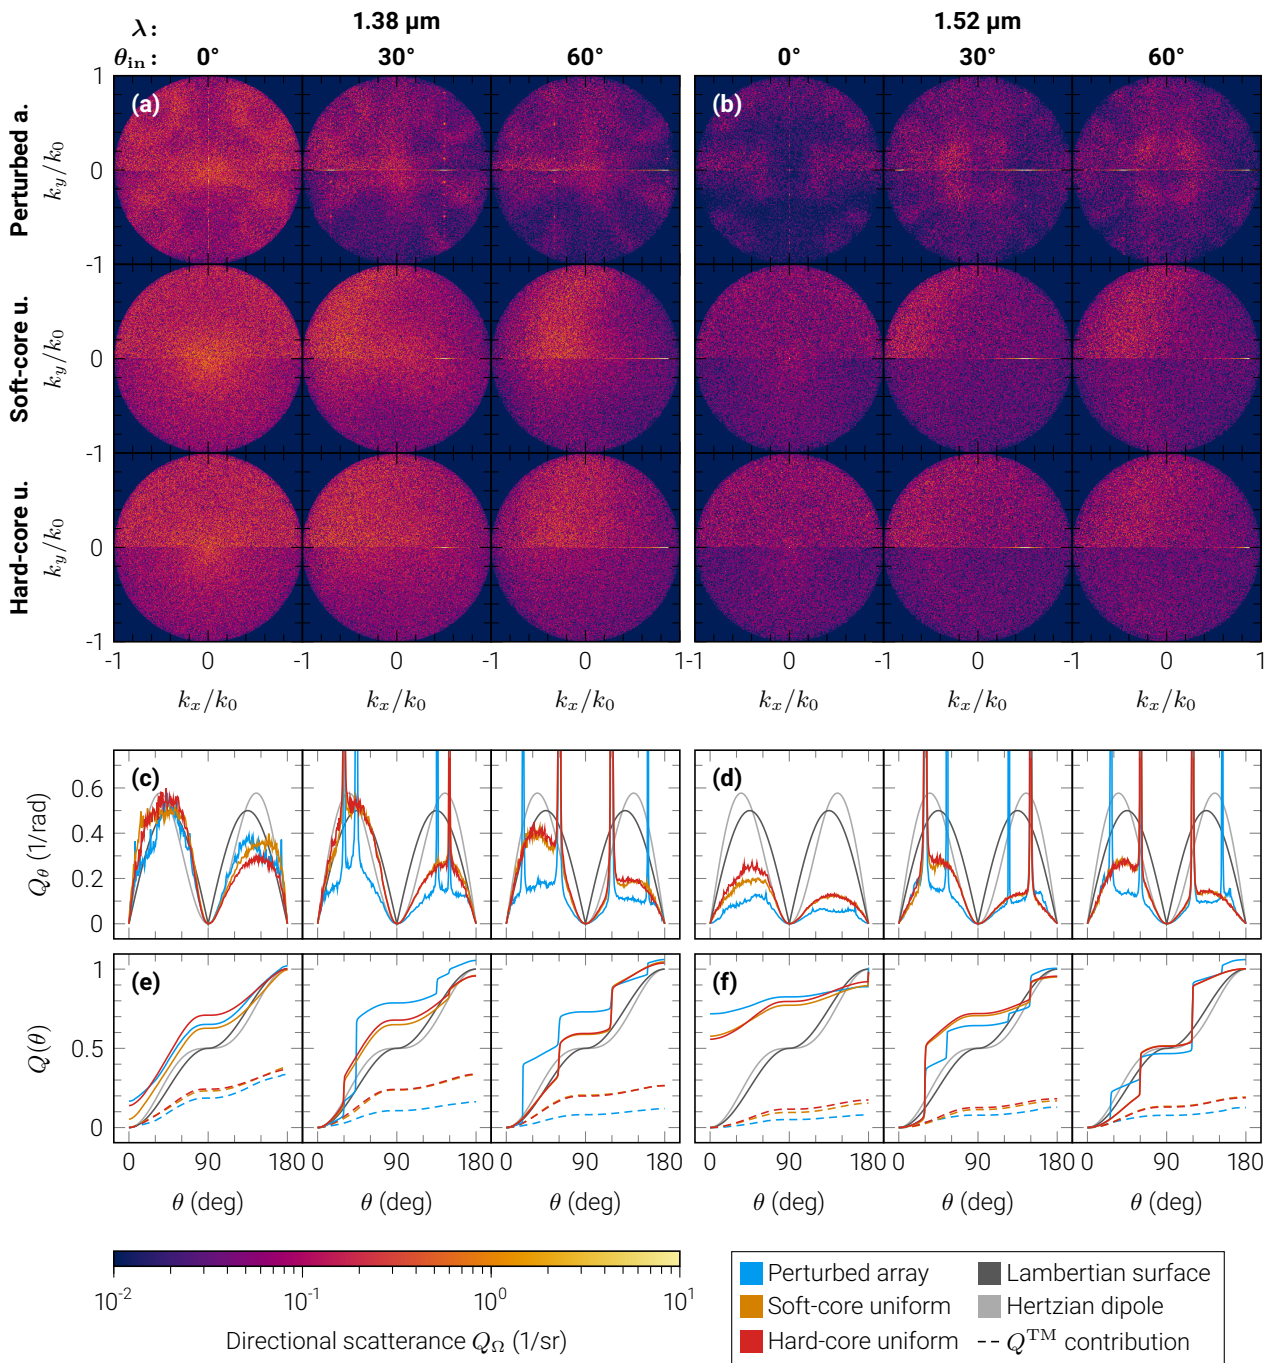 λ: 1.38 µm 1.52 µm
θin: 0° 30° 60° 0° 30° 60°
Perturbed a.
ky/k0
1
0
-1
(a)
(b)
Soft-core u.
ky/k0
0
-1
Hard-core u.
ky/k0
0
-1
-1 0 -1 0 -1 0 1 -1 0 -1 0 -1 0 1
kx/k0 kx/k0 kx/k0 kx/k0 kx/k0 kx/k0
(c)
(d)
Qθ (1/rad)
0.6
0.4
0.2
0
(e)
(f)
Q(θ)
1
0.5
0
0 90 180 0 90 180 0 90 180 0 90 180 0 90 180 0 90 180
θ (deg) θ (deg) θ (deg) θ (deg) θ (deg) θ (deg)
10-2 10-1 100 101
Directional scatterance QΩ (1/sr)
Perturbed array
Soft-core uniform
Hard-core uniform
Lambertian surface
Hertzian dipole
QTM contribution